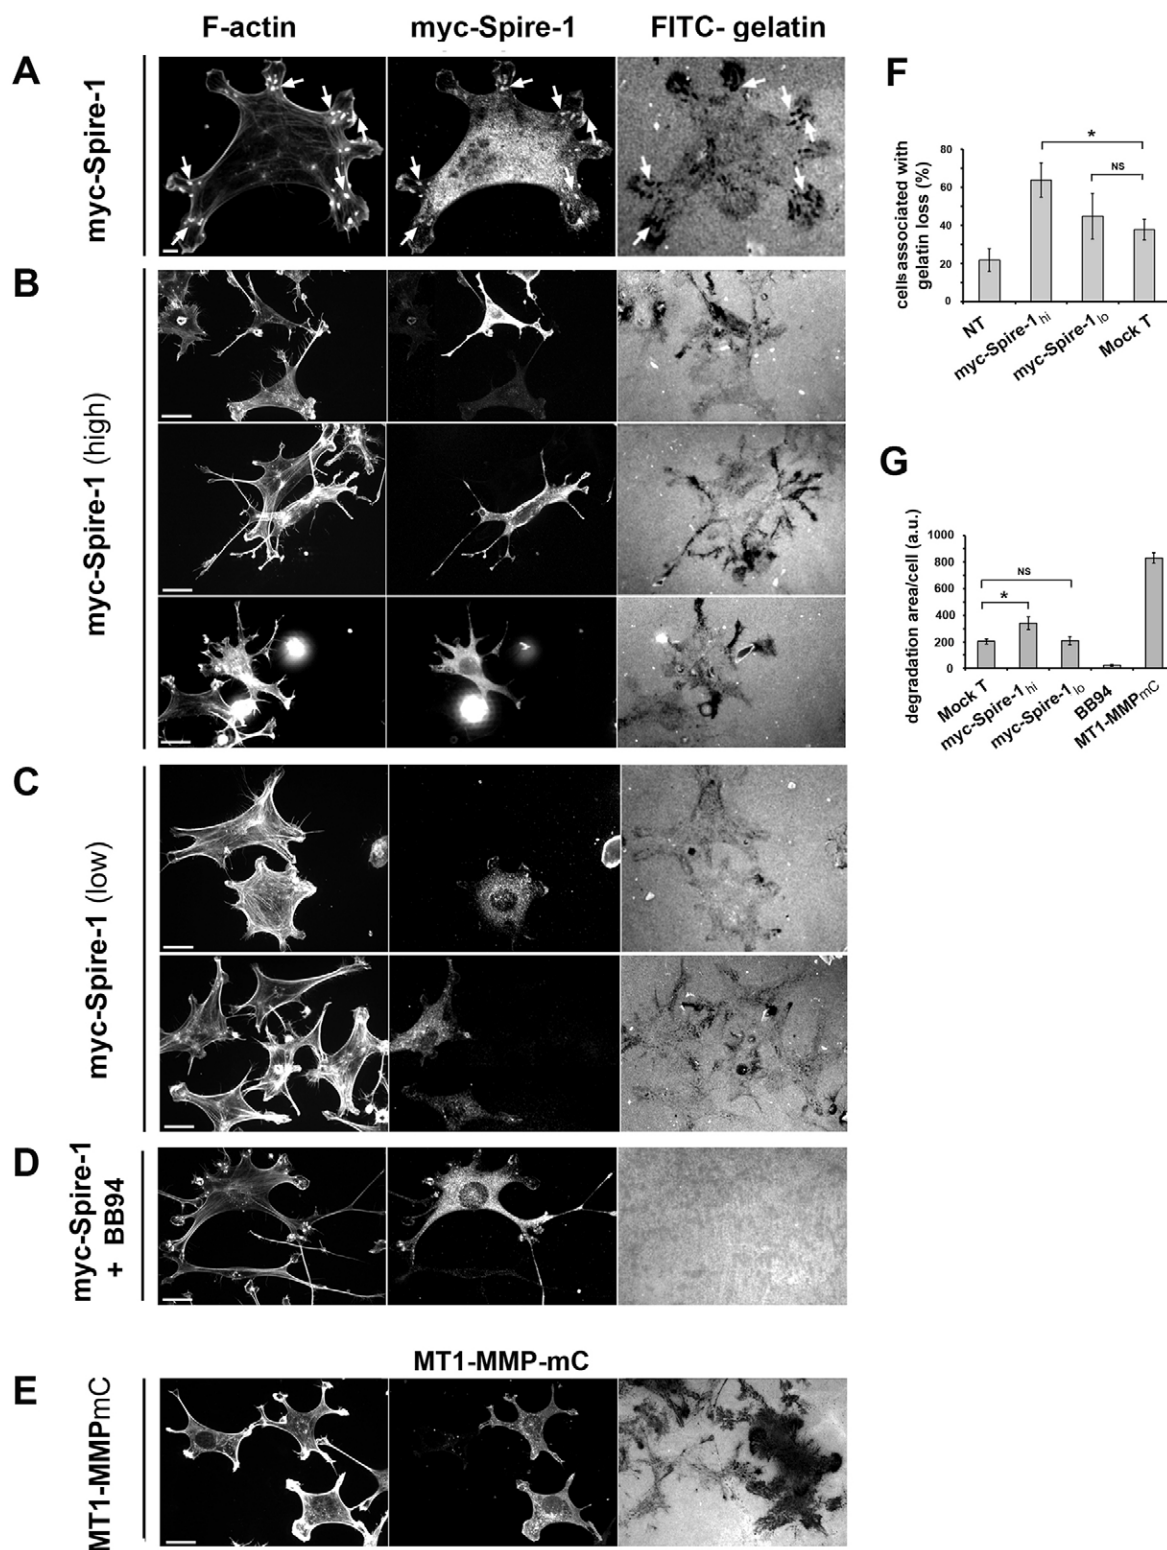 F-actin
myc-Spire-1
FITC- gelatin
A
myc-Spire-1
B
myc-Spire-1 (high)
C
myc-Spire-1 (low)
D
myc-Spire-1
+ BB94
MT1-MMP-mC
E
MT1-MMPmC
F
cells associated with
gelatin loss (%)
80
60
40
20
0
*
NS
NT
myc-Spire-1hi
myc-Spire-1lo
Mock T
G
degradation area/cell (a.u.)
1000
800
600
400
200
0
NS
*
Mock T
myc-Spire-1hi
myc-Spire-1lo
BB94
MT1-MMPmC